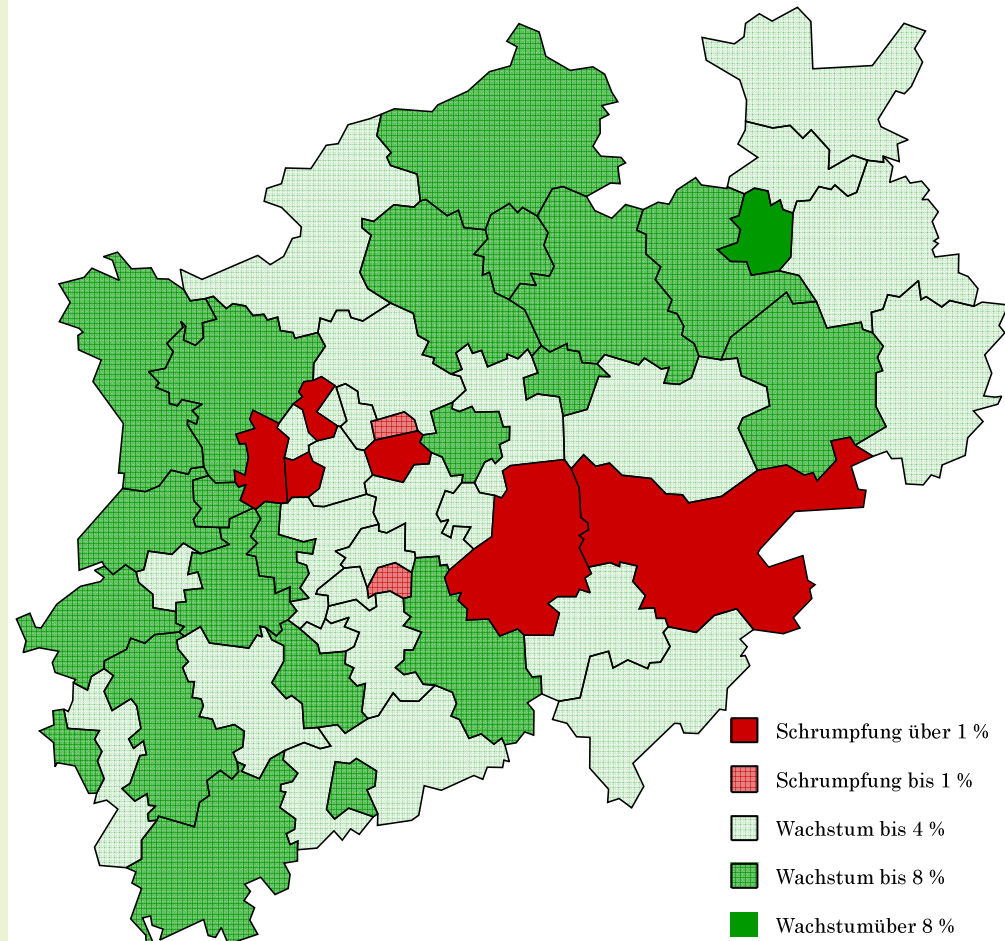 Schrumpfung über 1 %
Schrumpfung bis 1 %
Wachstum bis 4 %
Wachstum bis 8 %
Wachstumüber 8 %